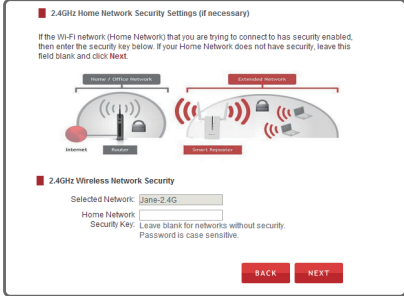 2.4GHz Home Network Security Settings (if necessary)
If the Wi-Fi network (Home Network) that you are trying to connect to has security enabled,
then enter the security key below. If your Home Network does not have security, leave this
field blank and click Next.
Home / Office Network
Extended Network
Internet
Router
Smart Repeater
2.4GHz Wireless Network Security
Selected Network: Jane-2.4G
Home Network
Security Key:
Leave blank for networks without security.
Password is case sensitive.
BACK
NEXT